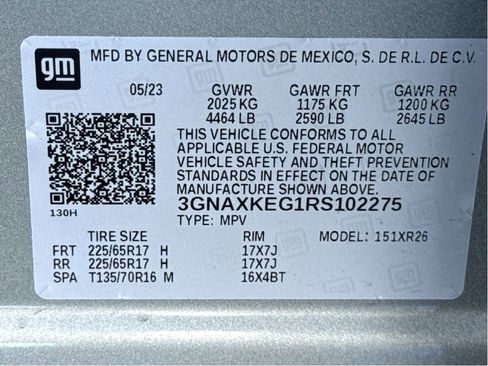 gm MFD BY GENERAL MOTORS DE MEXICO, S. DE R.L. DE C.V.
05/23 GVWR GAWR FRT GAWR RR
2025 KG 1175 KG 1200 KG
4464 LB 2590 LB 2645 LB
THIS VEHICLE CONFORMS TO ALL
APPLICABLE U.S. FEDERAL MOTOR
VEHICLE SAFETY AND THEFT PREVENTION
STANDARDS IN EFFECT ON THE DATE OF
MANUFACTURE SHOWN ABOVE.
130H 3GNAXKEG1RS102275
TYPE: MPV
TIRE SIZE RIM MODEL: 151XR26
FRT 225/65R17 H 17X7J
RR 225/65R17 H 17X7J
SPA T135/70R16 M 16X4BT